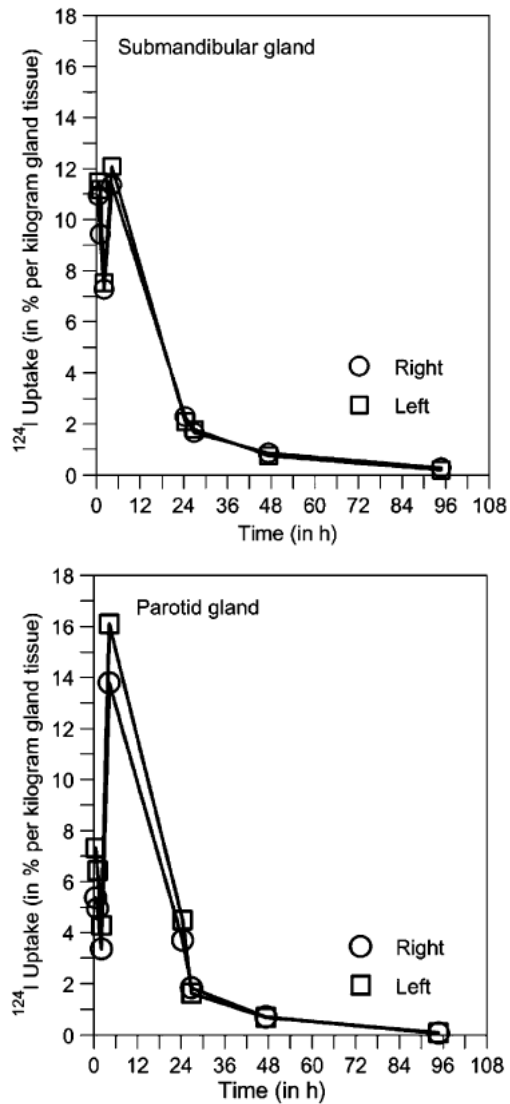 18
Submandibular gland
16
14
12
10
8
6
4
2
0
¹²⁴I Uptake (in % per kilogram gland tissue)
Right
Left
0 12 24 36 48 60 72 84 96 108
Time (in h)
18
Parotid gland
16
14
12
10
8
6
4
2
0
¹²⁴I Uptake (in % per kilogram gland tissue)
Right
Left
0 12 24 36 48 60 72 84 96 108
Time (in h)